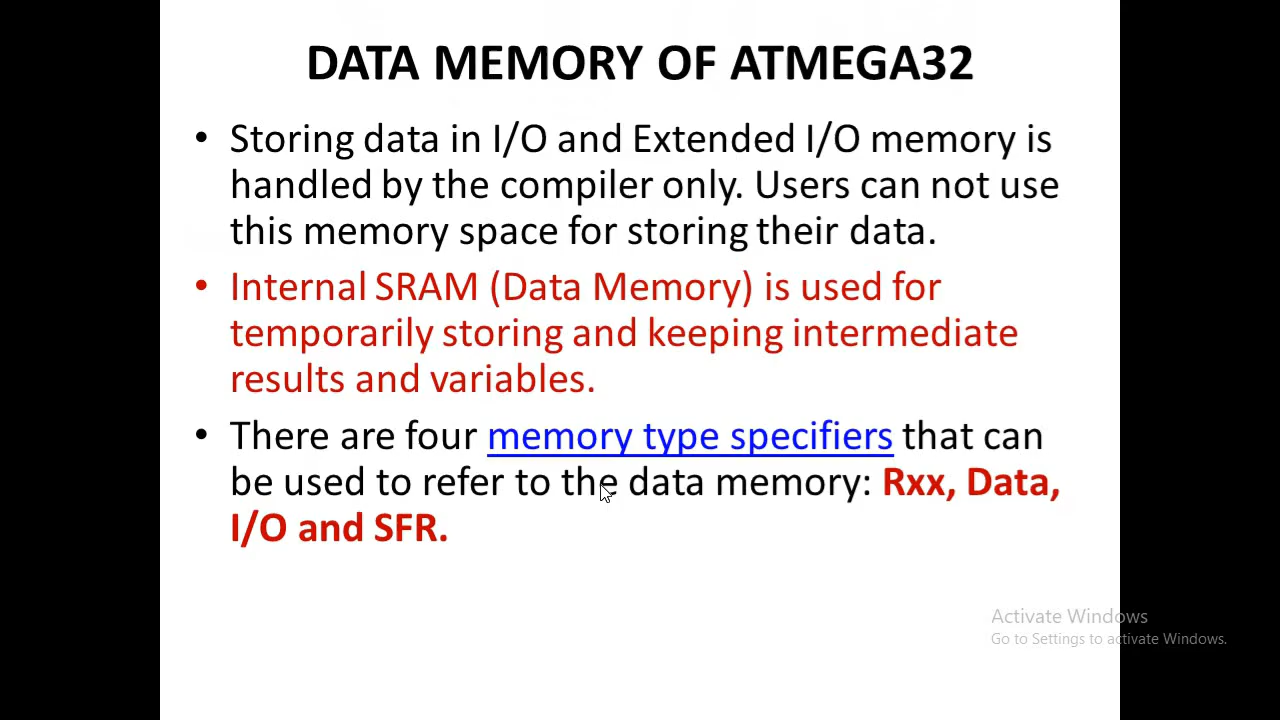 DATA MEMORY OF ATMEGA32
• Storing data in I/O and Extended I/O memory is
handled by the compiler only. Users can not use
this memory space for storing their data.
• Internal SRAM (Data Memory) is used for
temporarily storing and keeping intermediate
results and variables.
• There are four memory type specifiers that can
be used to refer to the data memory: Rxx, Data,
I/O and SFR.
Activate Windows
Go to Settings to activate Windows.